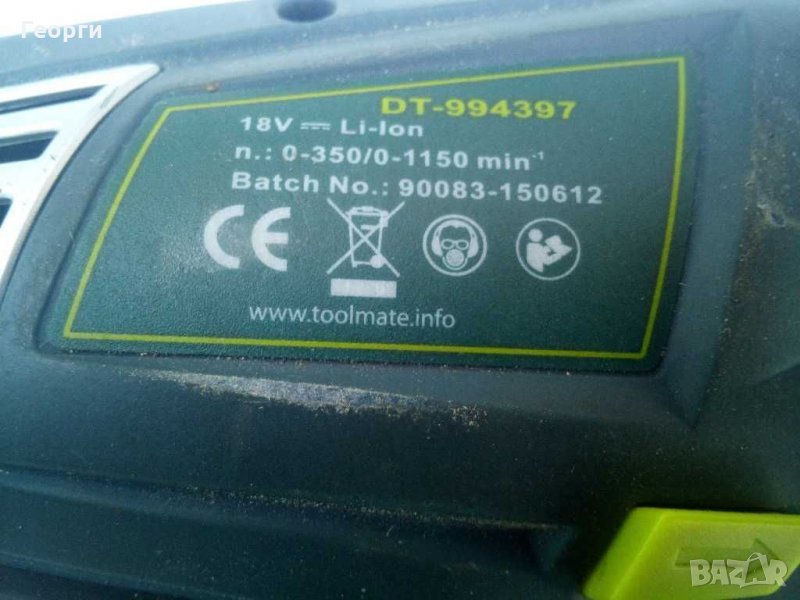 Георги
DT-994397
18V ⎓ Li-Ion
n.: 0-350/0-1150 min⁻¹
Batch No.: 90083-150612
CE
www.toolmate.info
BAZAR